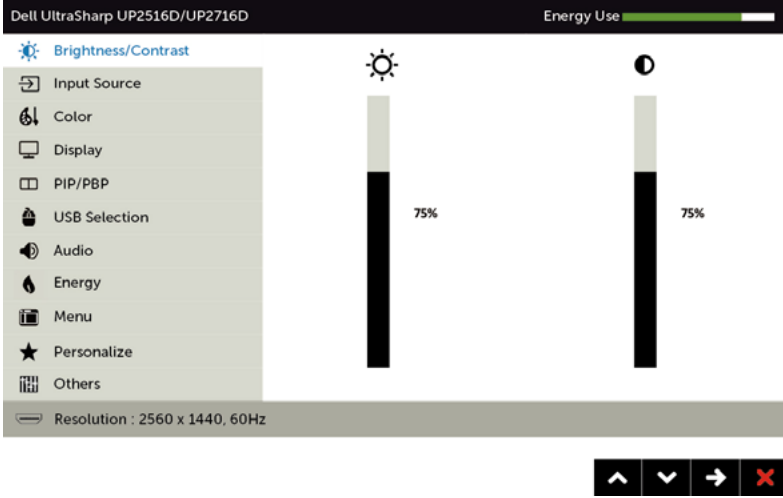 Dell UltraSharp UP2516D/UP2716D
Energy Use
Brightness/Contrast
Input Source
Color
Display
PIP/PBP
USB Selection
Audio
Energy
Menu
Personalize
Others
75%
75%
Resolution : 2560 x 1440, 60Hz